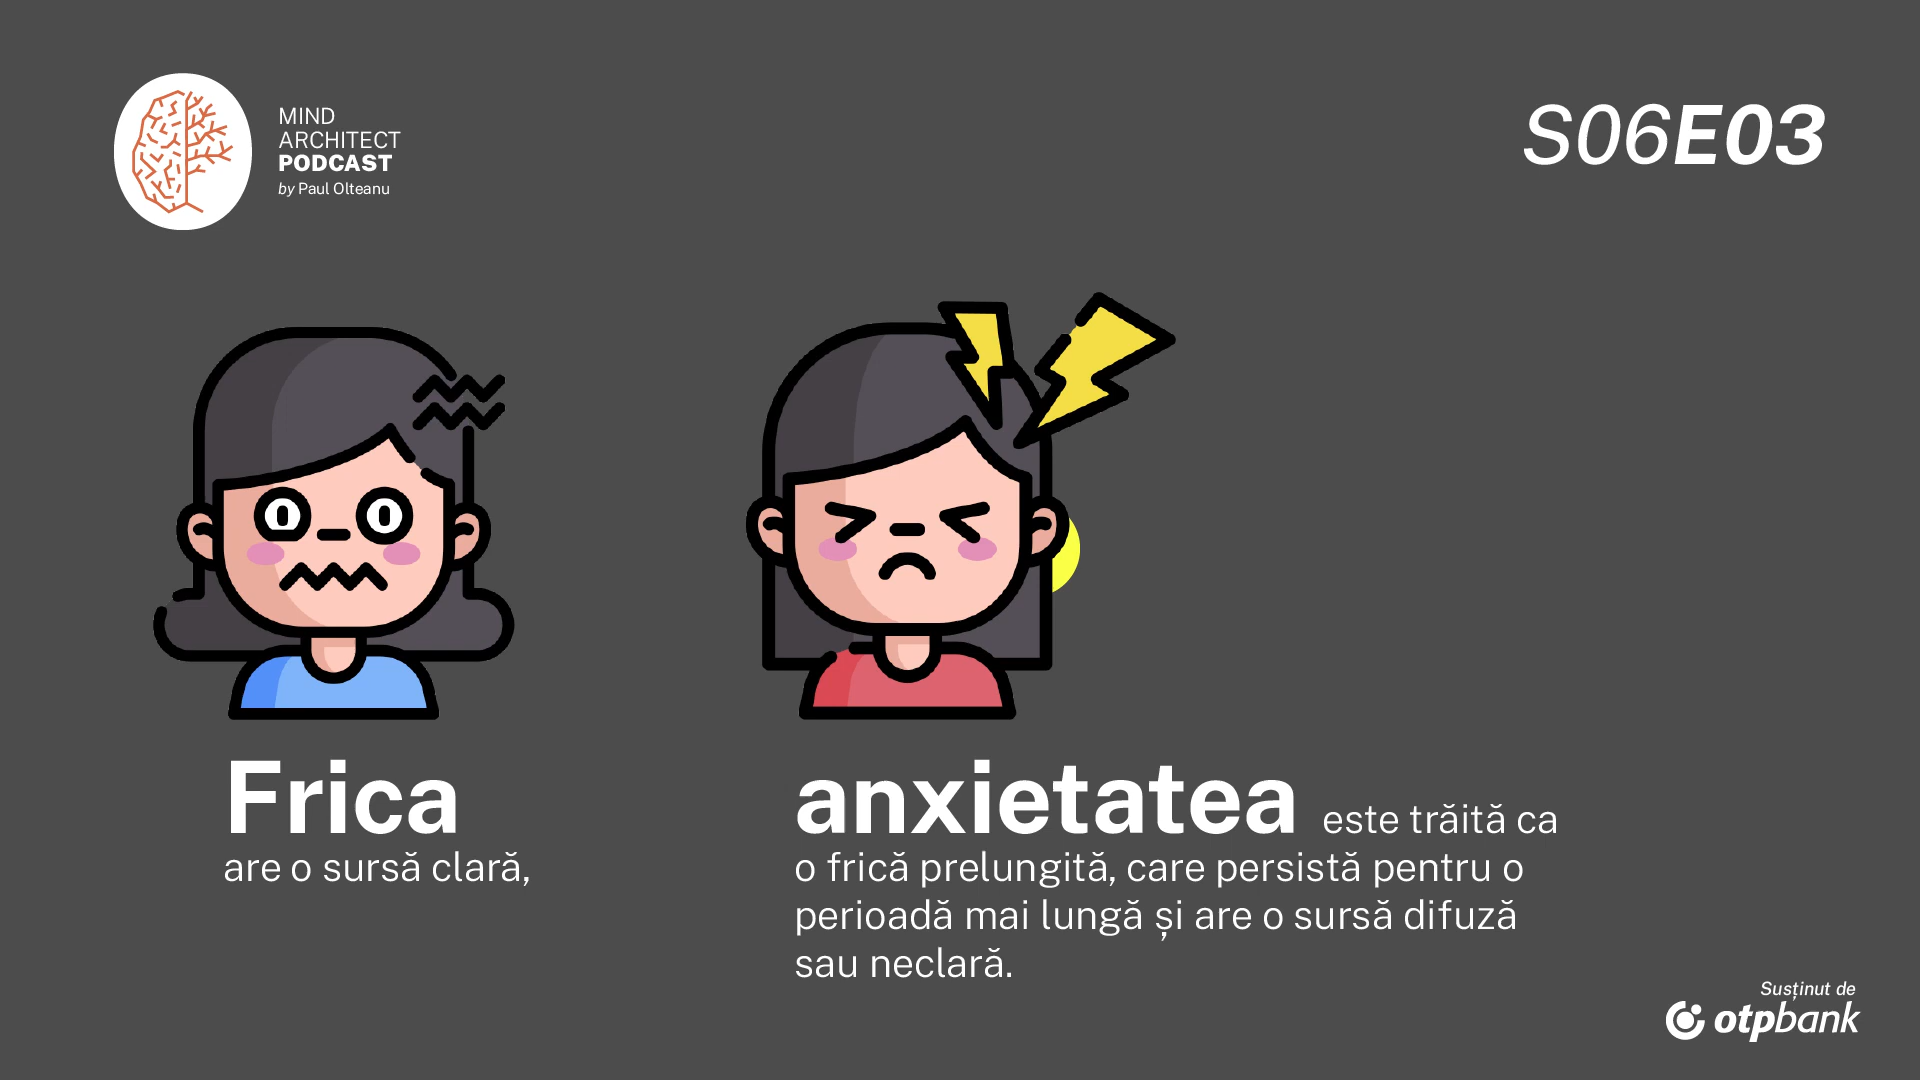 MIND
ARCHITECT
PODCAST
by Paul Olteanu
S06E03
Frica
are o sursă clară,
anxietatea este trăită ca
o frică prelungită, care persistă pentru o
perioadă mai lungă și are o sursă difuză
sau neclară.
Susținut de
otpbank